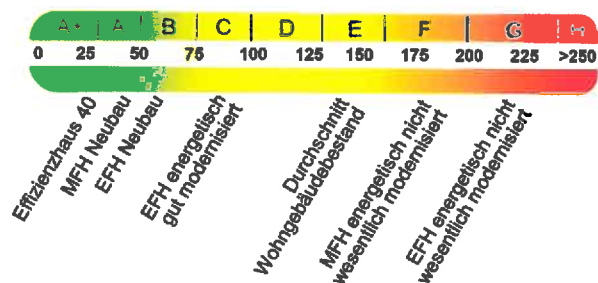 A+ A B C D E F G H
0 25 50 75 100 125 150 175 200 225 >250
Effizienzhaus 40
MFH Neubau
EFH Neubau
EFH energetisch
gut modernisiert
Durchschnitt
Wohngebäudebestand
MFH energetisch nicht
wesentlich modernisiert
EFH energetisch nicht
wesentlich modernisiert